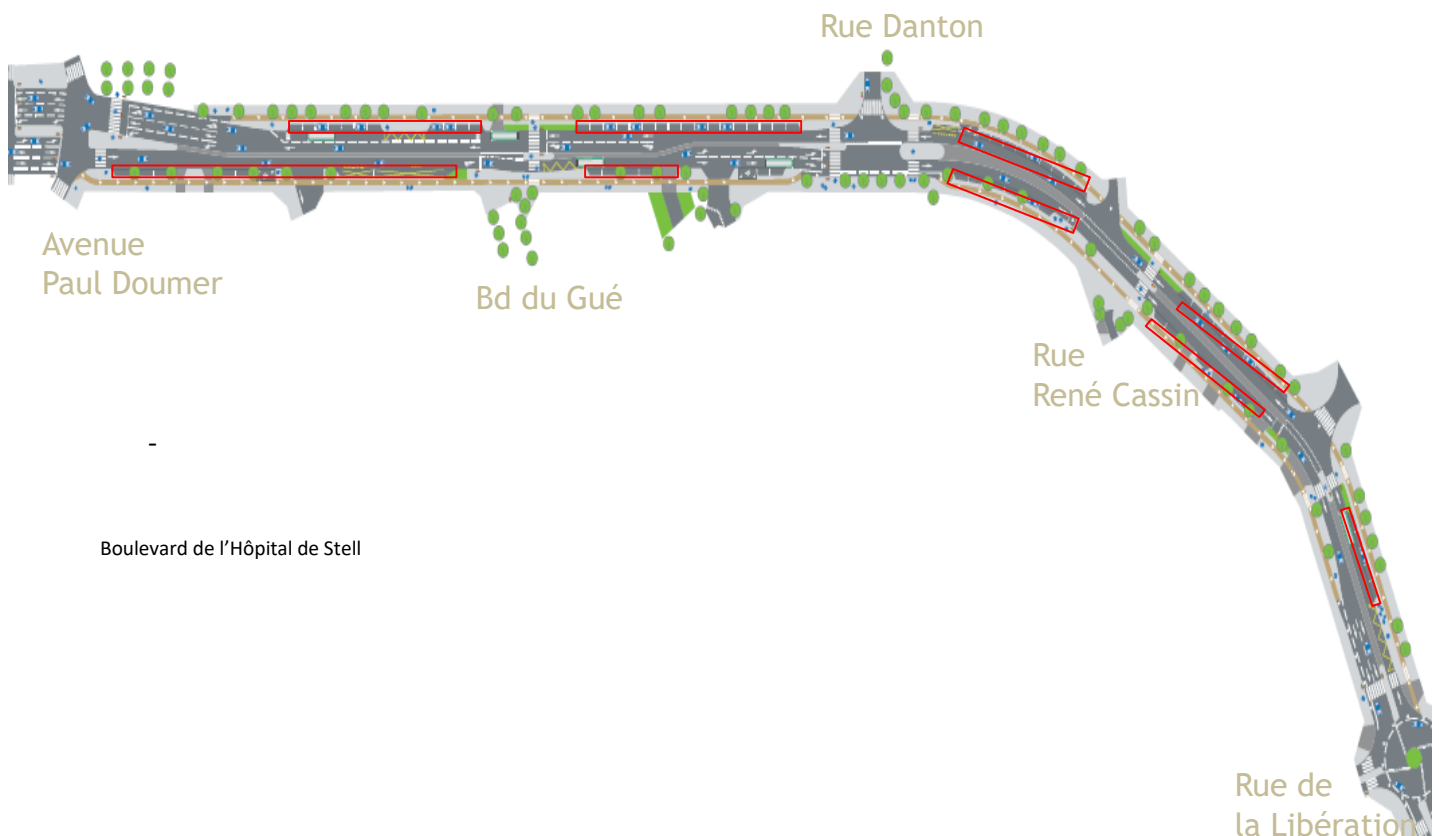 Rue Danton
Avenue
Paul Doumer
Bd du Gué
Rue
René Cassin
-
Boulevard de l’Hôpital de Stell
Rue de
la Libération